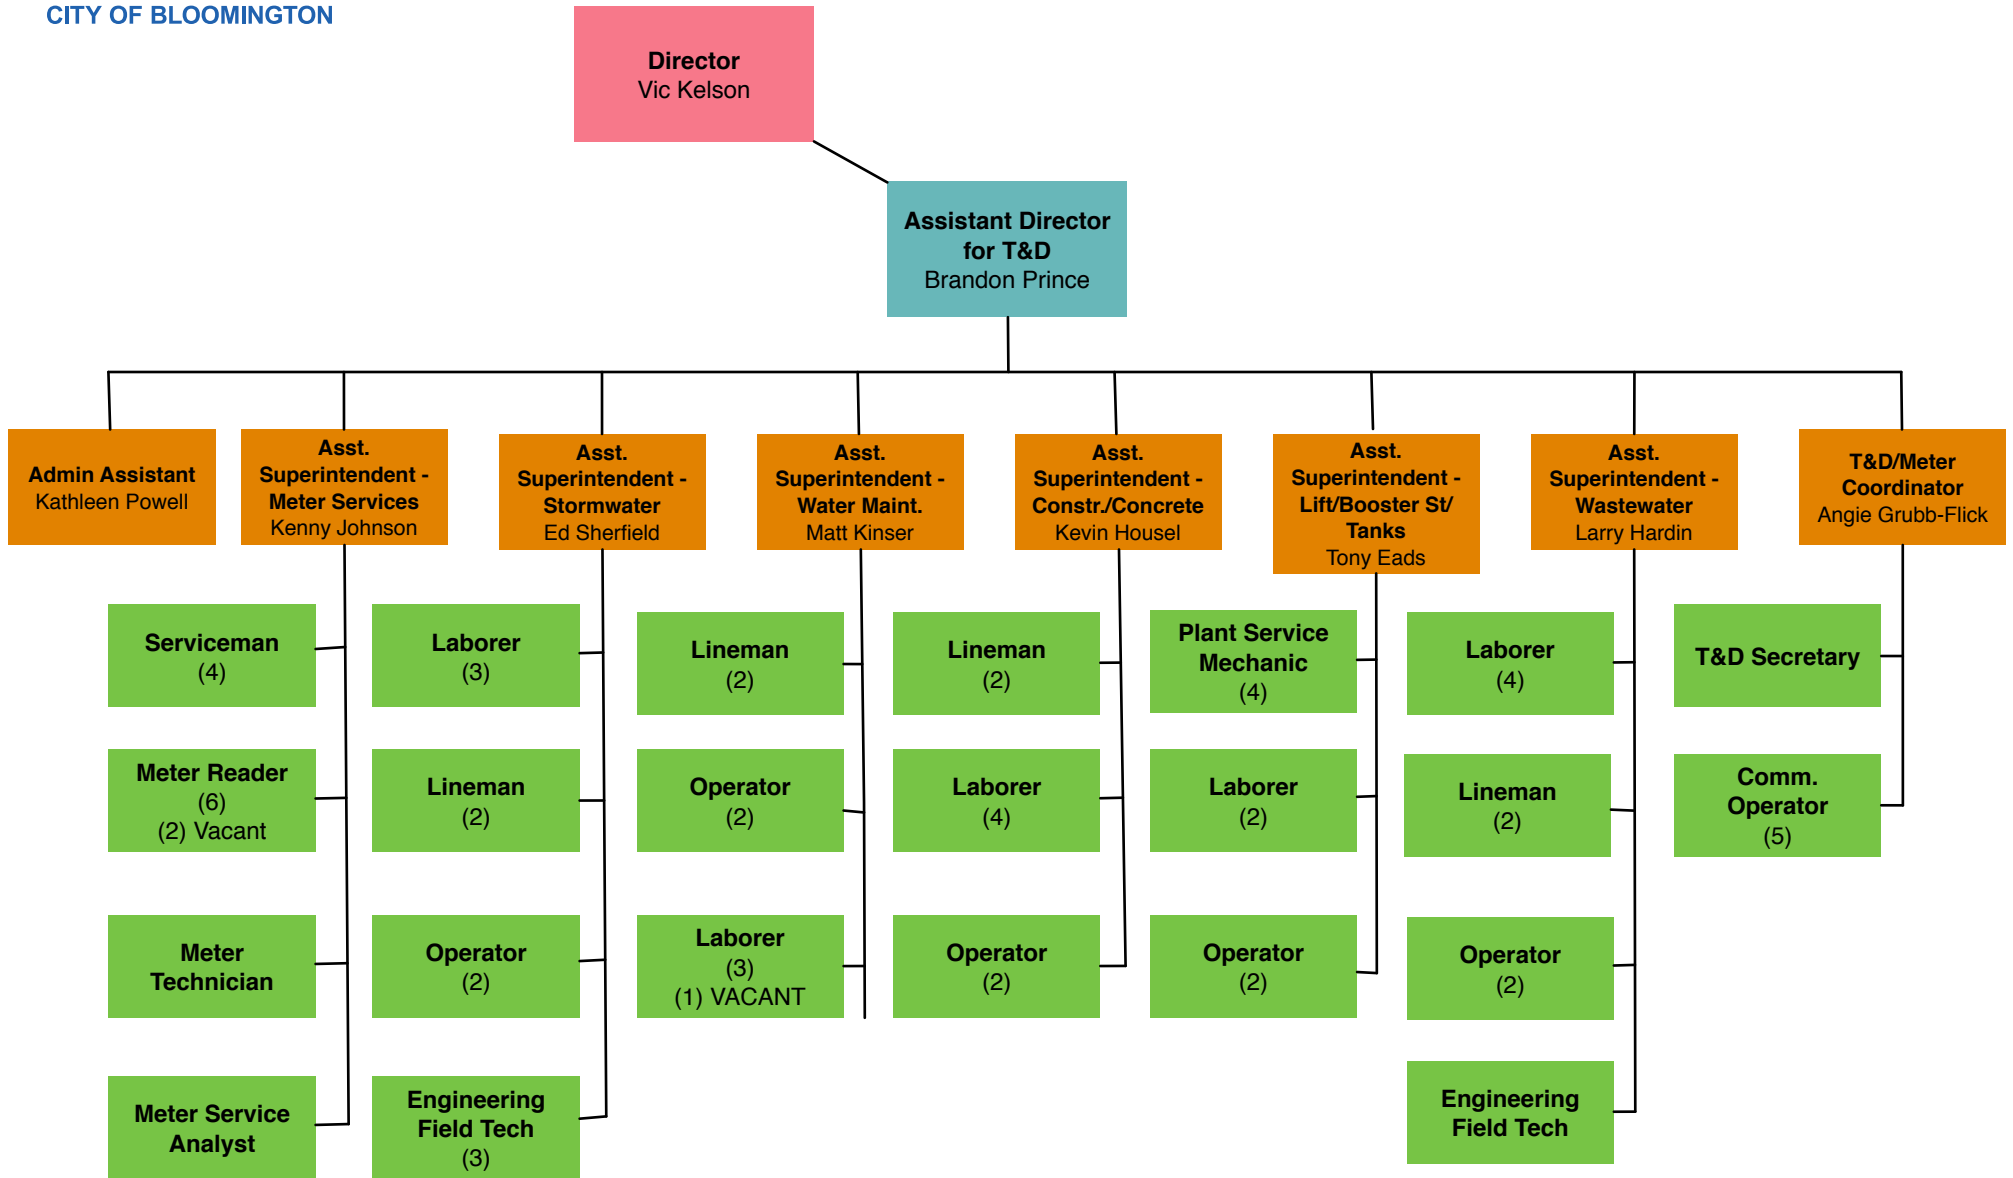 CITY OF BLOOMINGTON
Director
Vic Kelson
Assistant Director
for T&D
Brandon Prince
Admin Assistant
Kathleen Powell
Asst.
Superintendent -
Meter Services
Kenny Johnson
Asst.
Superintendent -
Stormwater
Ed Sherfield
Asst.
Superintendent -
Water Maint.
Matt Kinser
Asst.
Superintendent -
Constr./Concrete
Kevin Housel
Asst.
Superintendent -
Lift/Booster St/
Tanks
Tony Eads
Asst.
Superintendent -
Wastewater
Larry Hardin
T&D/Meter
Coordinator
Angie Grubb-Flick
Serviceman
(4)
Laborer
(3)
Lineman
(2)
Lineman
(2)
Plant Service
Mechanic
(4)
Laborer
(4)
T&D Secretary
Meter Reader
(6)
(2) Vacant
Lineman
(2)
Operator
(2)
Laborer
(4)
Laborer
(2)
Lineman
(2)
Comm.
Operator
(5)
Meter
Technician
Operator
(2)
Laborer
(3)
(1) VACANT
Operator
(2)
Operator
(2)
Operator
(2)
Meter Service
Analyst
Engineering
Field Tech
(3)
Engineering
Field Tech